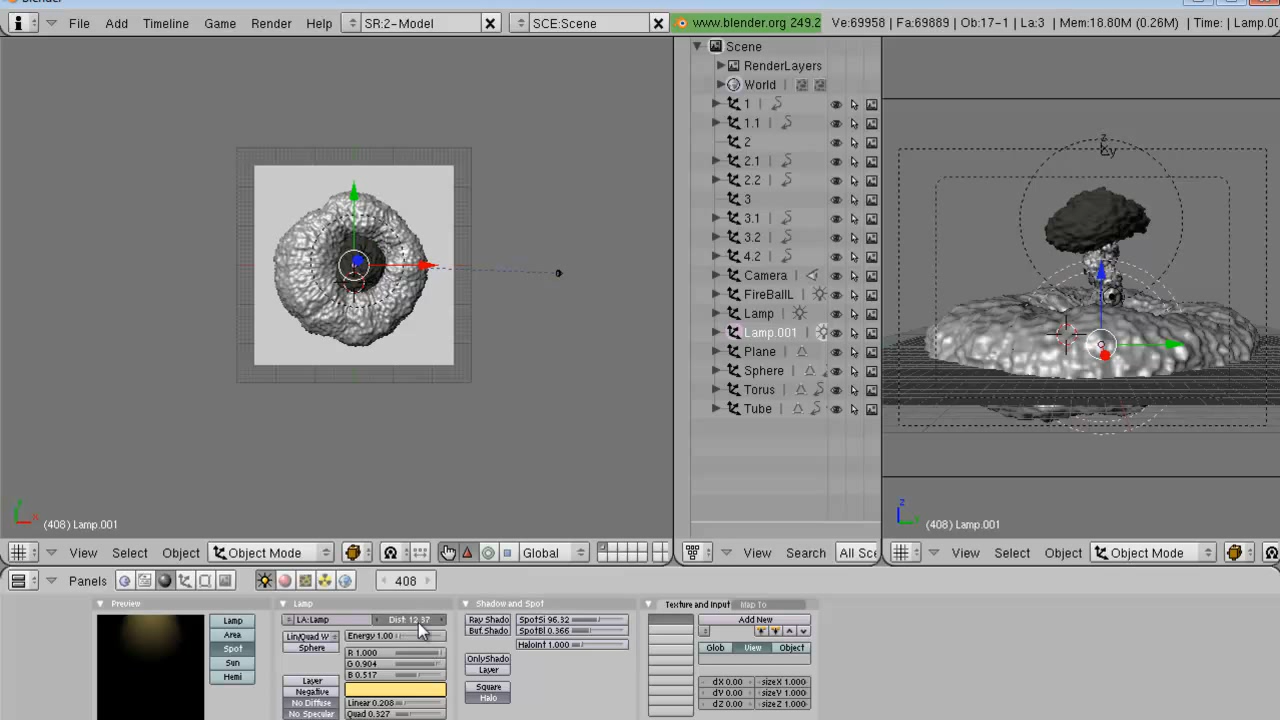 Blender
File Add Timeline Game Render Help SR:2-Model SCE:Scene www.blender.org 249.2 Ve:69958 | Fa:69889 | Ob:17-1 | La:3 | Mem:18.80M (0.26M) | Time: | Lamp.00
Scene
RenderLayers
World
1
1.1
2
2.1
2.2
3
3.1
3.2
4.2
Camera
FireBallL
Lamp
Lamp.001
Plane
Sphere
Torus
Tube
z
y
(408) Lamp.001
(408) Lamp.001
View Select Object Object Mode Global
View Search All Sce
View Select Object Object Mode
Panels 408
Preview
Lamp
Area
Spot
Sun
Hemi
Lamp
LA:Lamp Dist: 12.37
Lin/Quad W Energy 1.00
Sphere
R 1.000
G 0.904
B 0.517
Layer
Negative
No Diffuse Linear 0.208
No Specular Quad 0.327
Shadow and Spot
Ray Shado SpotSi 96.32
Buf.Shado SpotBl 0.366
HaloInt 1.000
OnlyShado
Layer
Square
Halo
Texture and Input Map To
Add New
Glob View Object
dX 0.00 sizeX 1.000
dY 0.00 sizeY 1.000
dZ 0.00 sizeZ 1.000